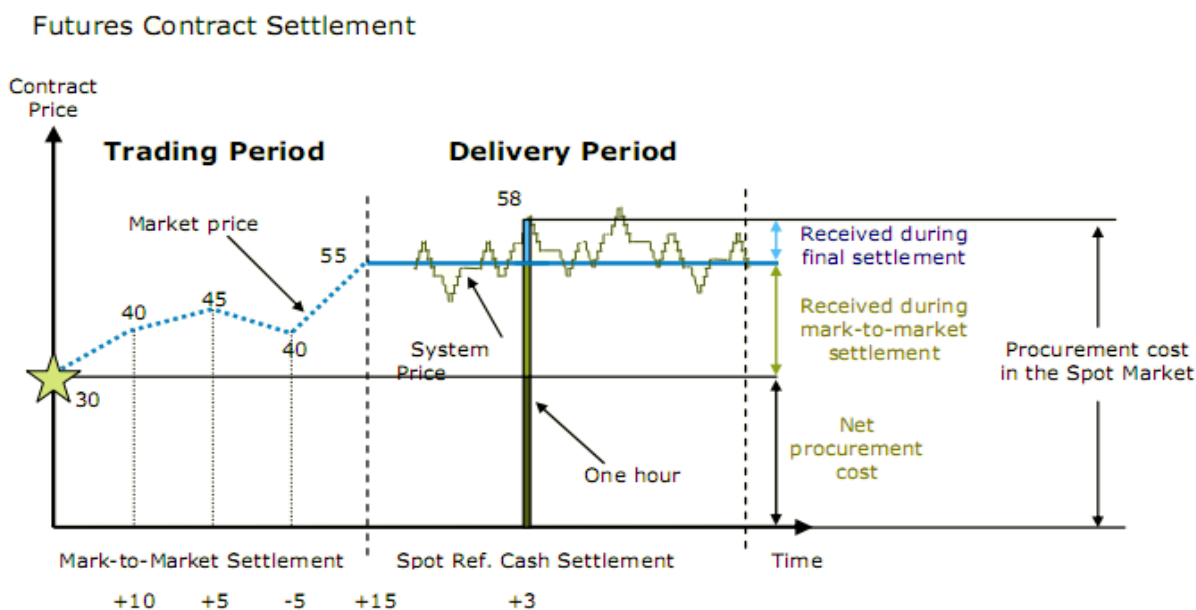 Futures Contract Settlement
Contract
Price
Trading Period
Delivery Period
58
Market price
Received during
final settlement
55
40
45
40
Received during
mark-to-market
settlement
System
Price
Procurement cost
in the Spot Market
30
Net
procurement
cost
One hour
Mark-to-Market Settlement
Spot Ref. Cash Settlement
Time
+10 +5 -5 +15 +3